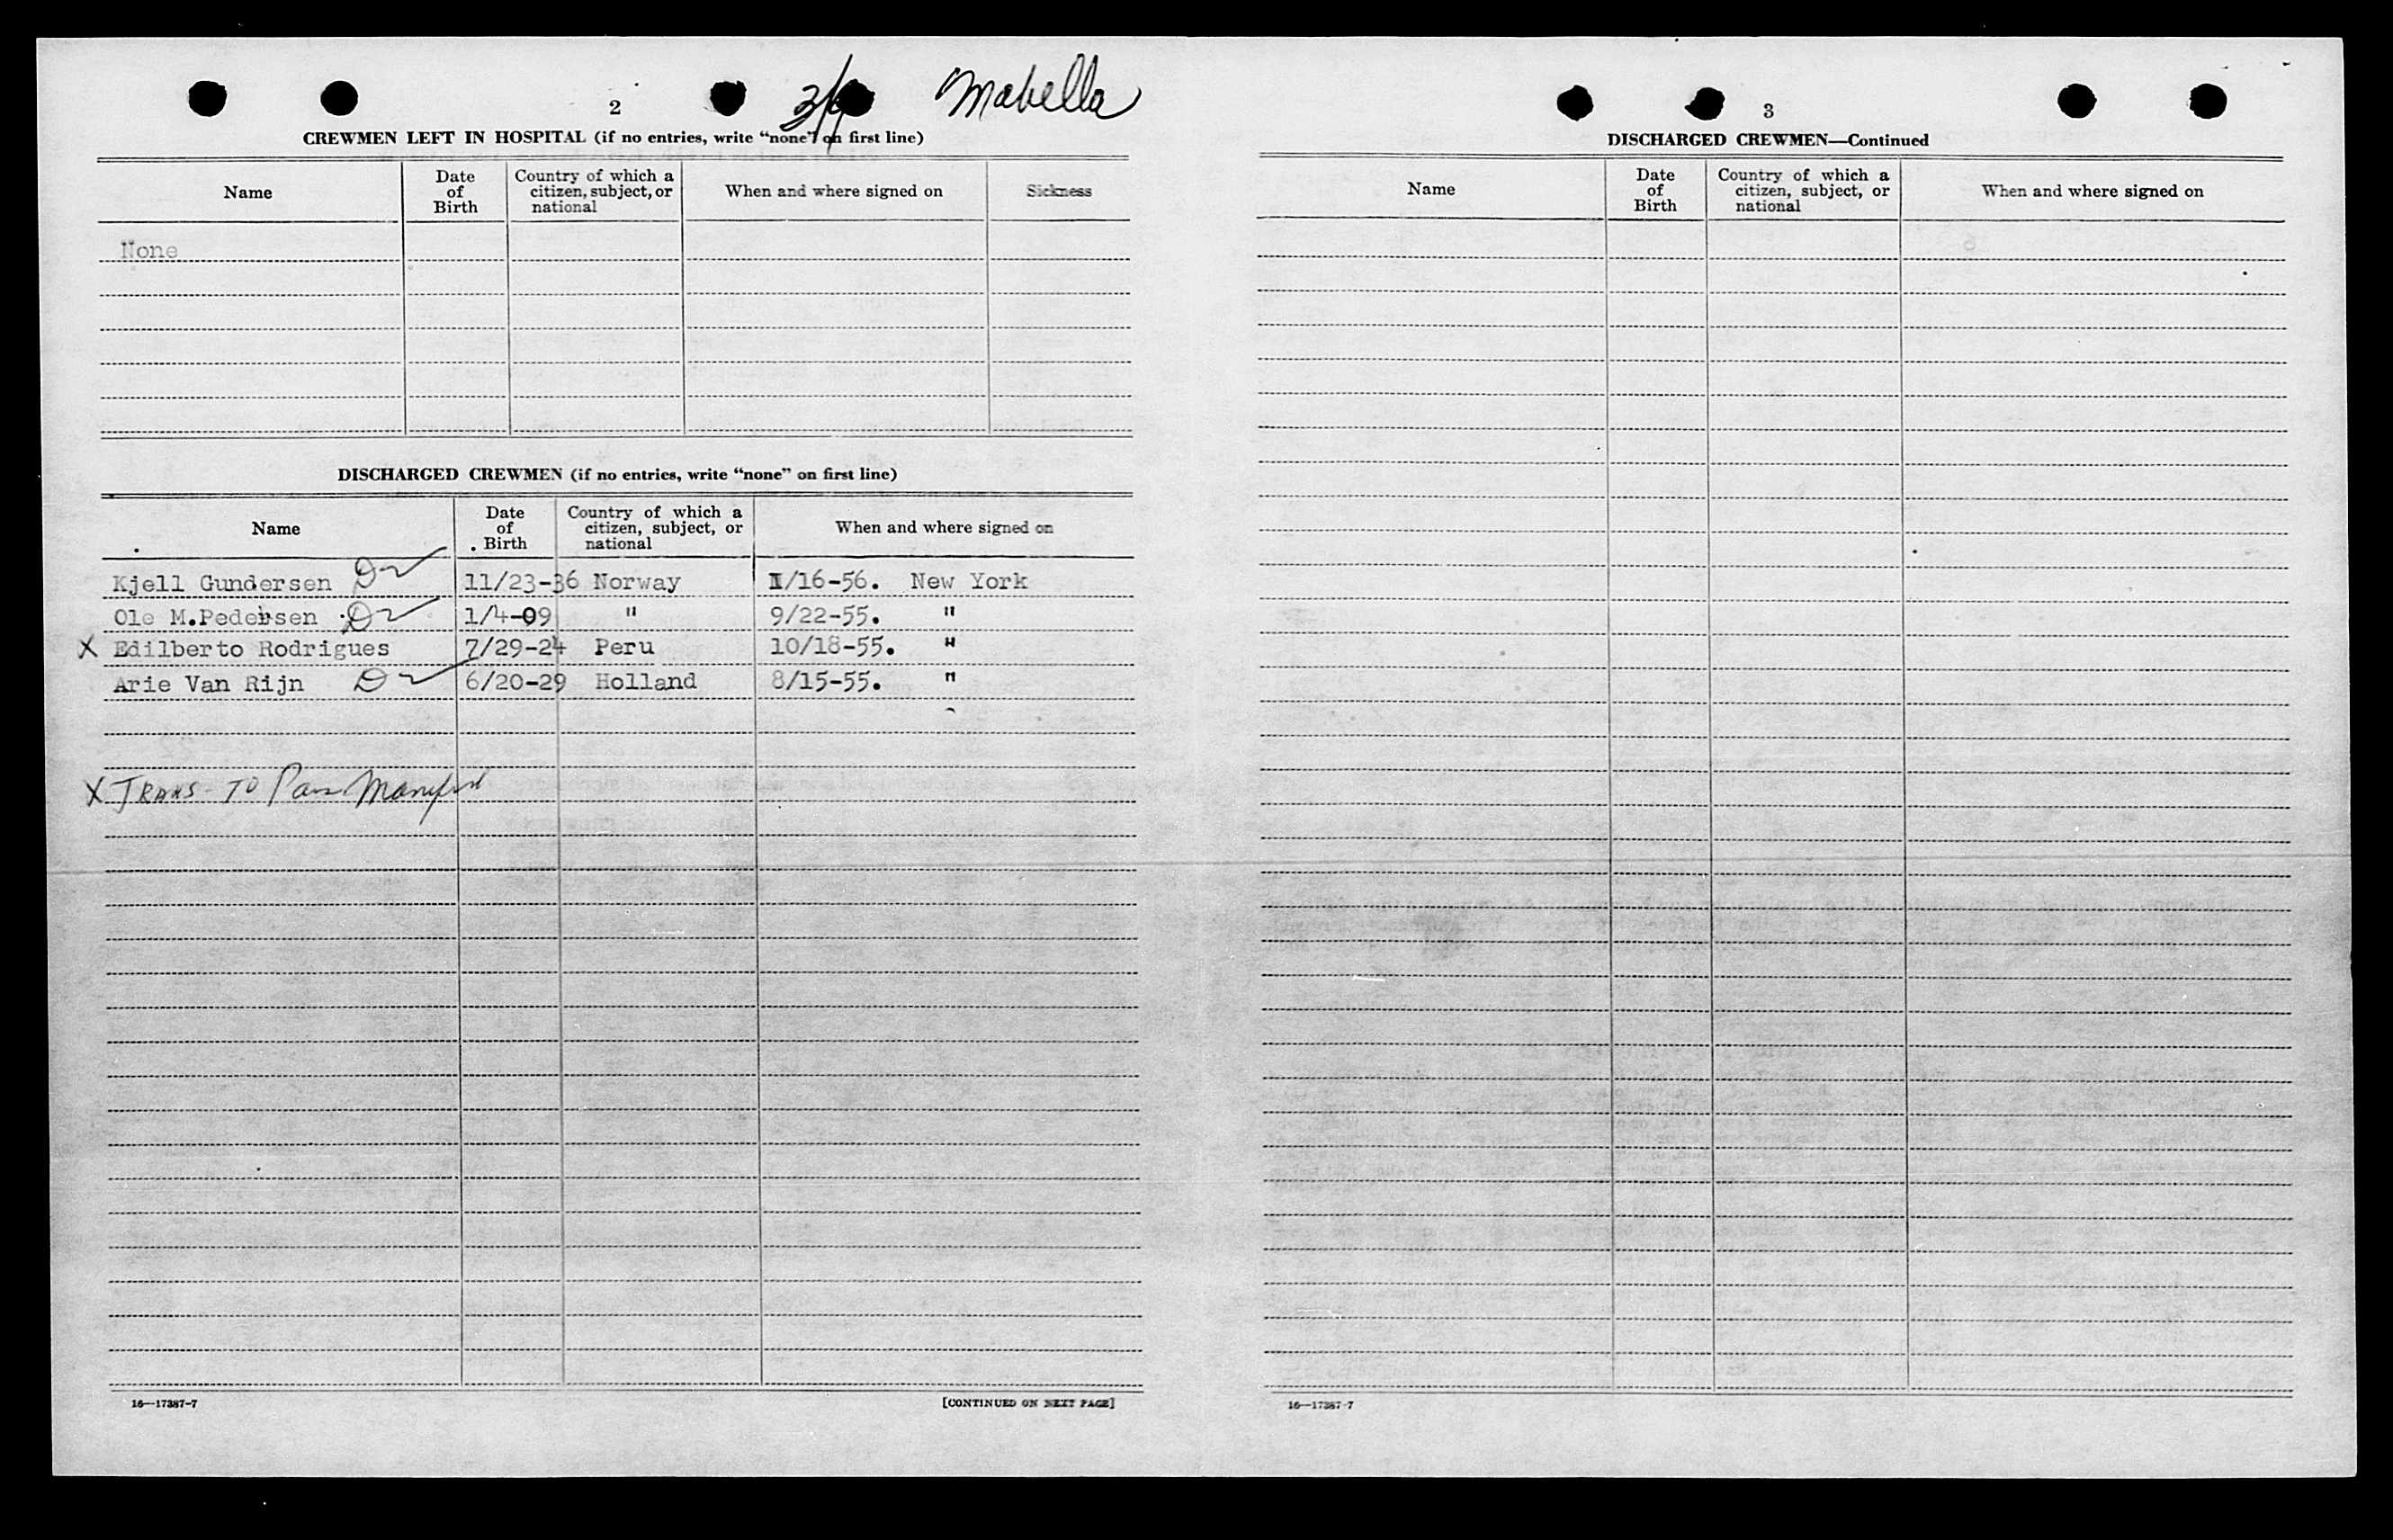 2
Mabella
CREWMEN LEFT IN HOSPITAL (if no entries, write "none" on first line)
Name
Date of Birth
Country of which a citizen, subject, or national
When and where signed on
Sickness
None
DISCHARGED CREWMEN (if no entries, write "none" on first line)
Name
Date of Birth
Country of which a citizen, subject, or national
When and where signed on
Kjell Gundersen 11/23-36 Norway 1/16-56. New York
Ole M.Pedersen 1/4-09 " 9/22-55. "
X Edilberto Rodrigues 7/29-24 Peru 10/18-55. "
Arie Van Rijn 6/20-29 Holland 8/15-55. "
X TRANS- TO Pass Manifest
16—17387-7
[CONTINUED ON NEXT PAGE]
3
DISCHARGED CREWMEN—Continued
Name
Date of Birth
Country of which a citizen, subject, or national
When and where signed on
16—17387-7